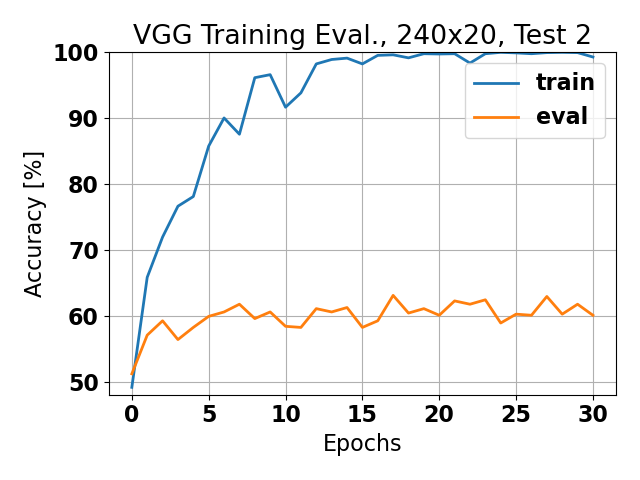 VGG Training Eval., 240x20, Test 2
100
90
80
70
60
50
Accuracy [%]
train
eval
0 5 10 15 20 25 30
Epochs